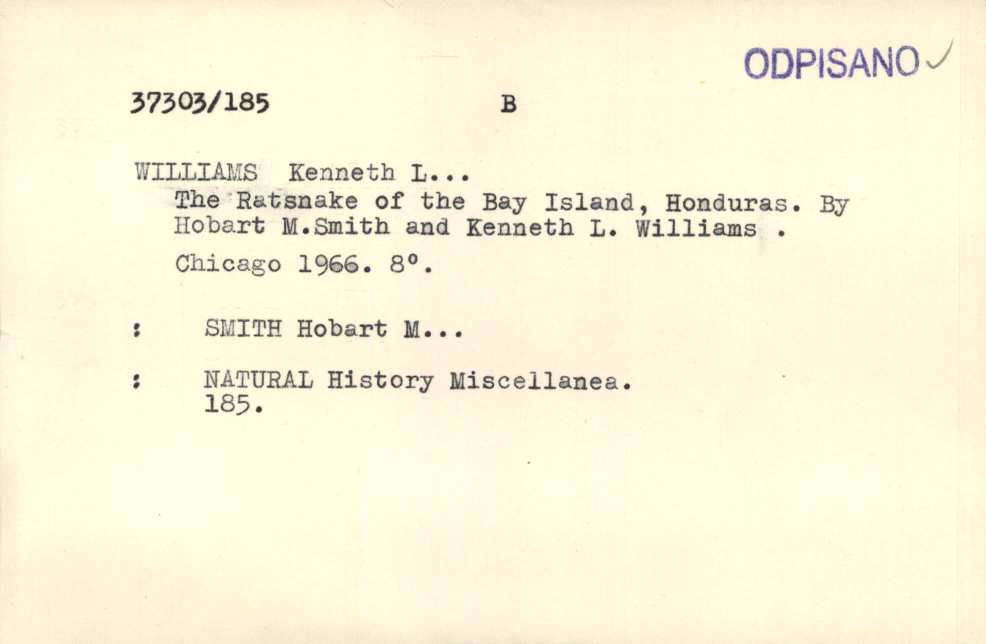 ODPISANO ✓
37303/185 B
WILLIAMS Kenneth L...
The Ratsnake of the Bay Island, Honduras. By
Hobart M.Smith and Kenneth L. Williams .
Chicago 1966. 8°.
: SMITH Hobart M...
: NATURAL History Miscellanea.
185.